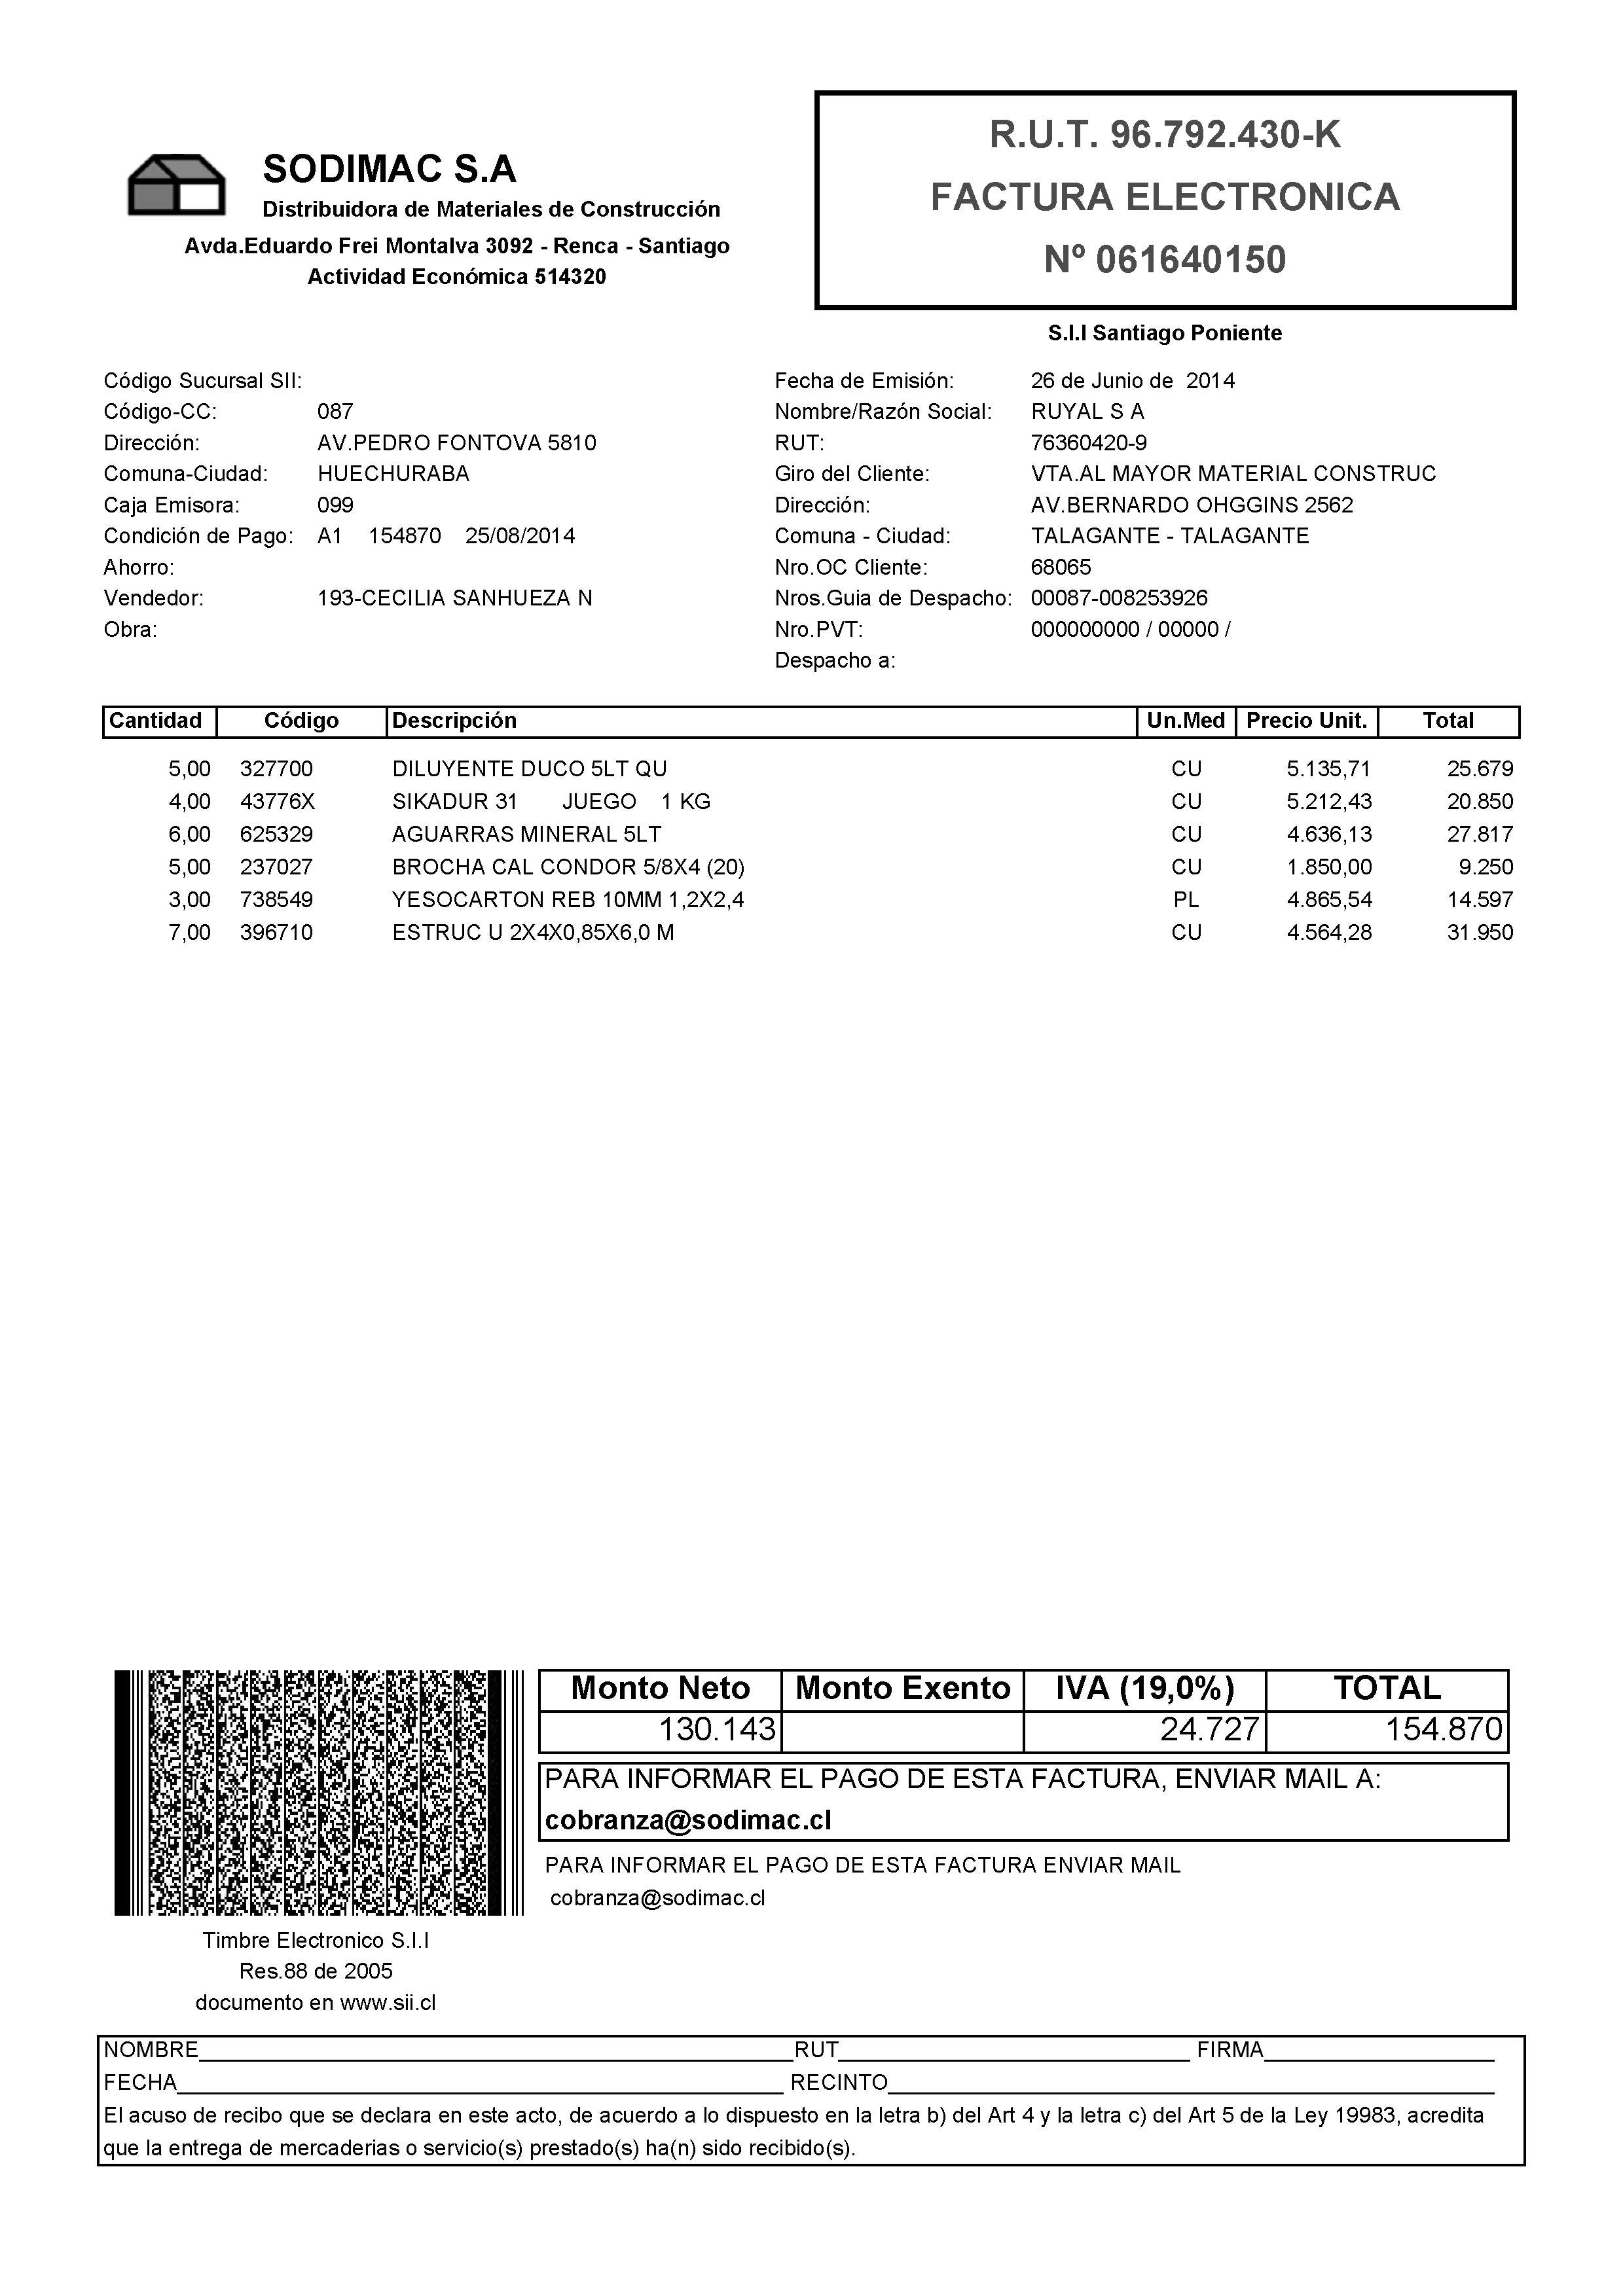 SODIMAC S.A
Distribuidora de Materiales de Construcción
Avda.Eduardo Frei Montalva 3092 - Renca - Santiago
Actividad Económica 514320
R.U.T. 96.792.430-K
FACTURA ELECTRONICA
Nº 061640150
S.I.I Santiago Poniente
Código Sucursal SII:
Código-CC: 087
Dirección: AV.PEDRO FONTOVA 5810
Comuna-Ciudad: HUECHURABA
Caja Emisora: 099
Condición de Pago: A1 154870 25/08/2014
Ahorro:
Vendedor: 193-CECILIA SANHUEZA N
Obra:
Fecha de Emisión: 26 de Junio de 2014
Nombre/Razón Social: RUYAL S A
RUT: 76360420-9
Giro del Cliente: VTA.AL MAYOR MATERIAL CONSTRUC
Dirección: AV.BERNARDO OHGGINS 2562
Comuna - Ciudad: TALAGANTE - TALAGANTE
Nro.OC Cliente: 68065
Nros.Guia de Despacho: 00087-008253926
Nro.PVT: 000000000 / 00000 /
Despacho a:
Cantidad Código Descripción Un.Med Precio Unit. Total
5,00 327700 DILUYENTE DUCO 5LT QU CU 5.135,71 25.679
4,00 43776X SIKADUR 31 JUEGO 1 KG CU 5.212,43 20.850
6,00 625329 AGUARRAS MINERAL 5LT CU 4.636,13 27.817
5,00 237027 BROCHA CAL CONDOR 5/8X4 (20) CU 1.850,00 9.250
3,00 738549 YESOCARTON REB 10MM 1,2X2,4 PL 4.865,54 14.597
7,00 396710 ESTRUC U 2X4X0,85X6,0 M CU 4.564,28 31.950
Monto Neto Monto Exento IVA (19,0%) TOTAL
130.143 24.727 154.870
PARA INFORMAR EL PAGO DE ESTA FACTURA, ENVIAR MAIL A:
cobranza@sodimac.cl
PARA INFORMAR EL PAGO DE ESTA FACTURA ENVIAR MAIL
cobranza@sodimac.cl
Timbre Electronico S.I.I
Res.88 de 2005
documento en www.sii.cl
NOMBRE RUT FIRMA
FECHA RECINTO
El acuso de recibo que se declara en este acto, de acuerdo a lo dispuesto en la letra b) del Art 4 y la letra c) del Art 5 de la Ley 19983, acredita
que la entrega de mercaderias o servicio(s) prestado(s) ha(n) sido recibido(s).